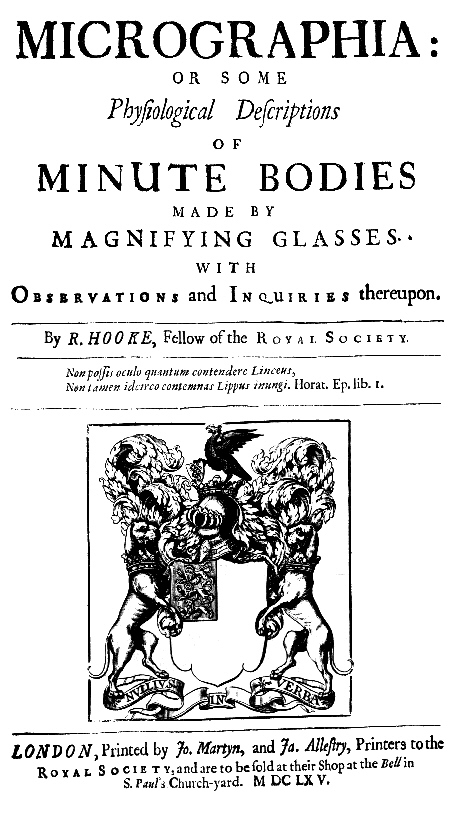 MICROGRAPHIA:
OR SOME
Phyſiological Deſcriptions
OF
MINUTE BODIES
MADE BY
MAGNIFYING GLASSES.
WITH
OBSERVATIONS and INQUIRIES thereupon.
By R. HOOKE, Fellow of the ROYAL SOCIETY.
Non poſſis oculo quantum contendere Linceus,
Non tamen idcirco contemnas Lippus inungi. Horat. Ep. lib. 1.
NVLLIVS IN VERBA
LONDON, Printed by Jo. Martyn, and Ja. Alleſtry, Printers to the
ROYAL SOCIETY, and are to be ſold at their Shop at the Bell in
S. Paul's Church-yard. M DC LX V.